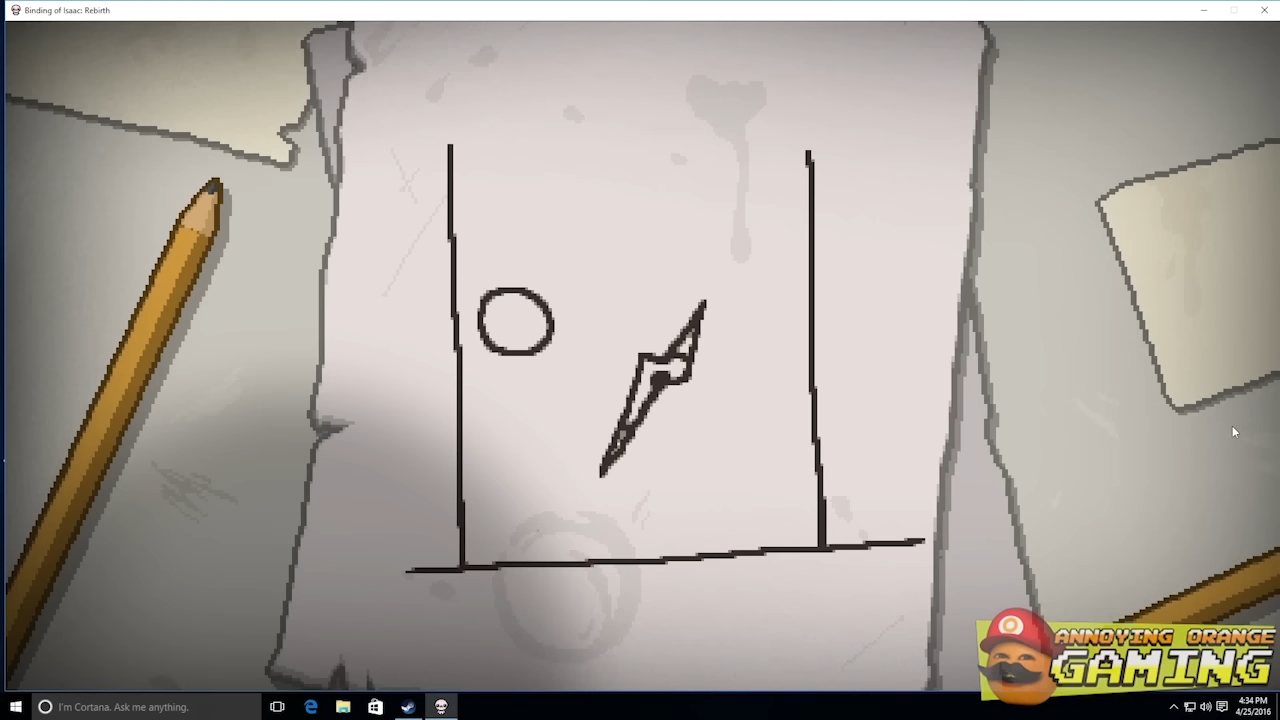 Binding of Isaac: Rebirth
ANNOYING ORANGE
GAMING
I'm Cortana. Ask me anything.
4:34 PM
4/25/2016